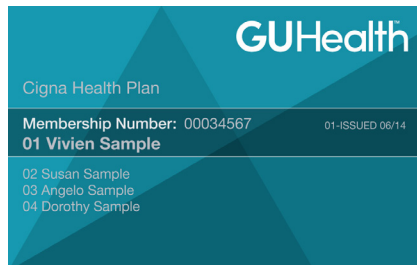 GUHealth
Cigna Health Plan
Membership Number: 00034567
01-ISSUED 06/14
01 Vivien Sample
02 Susan Sample
03 Angelo Sample
04 Dorothy Sample